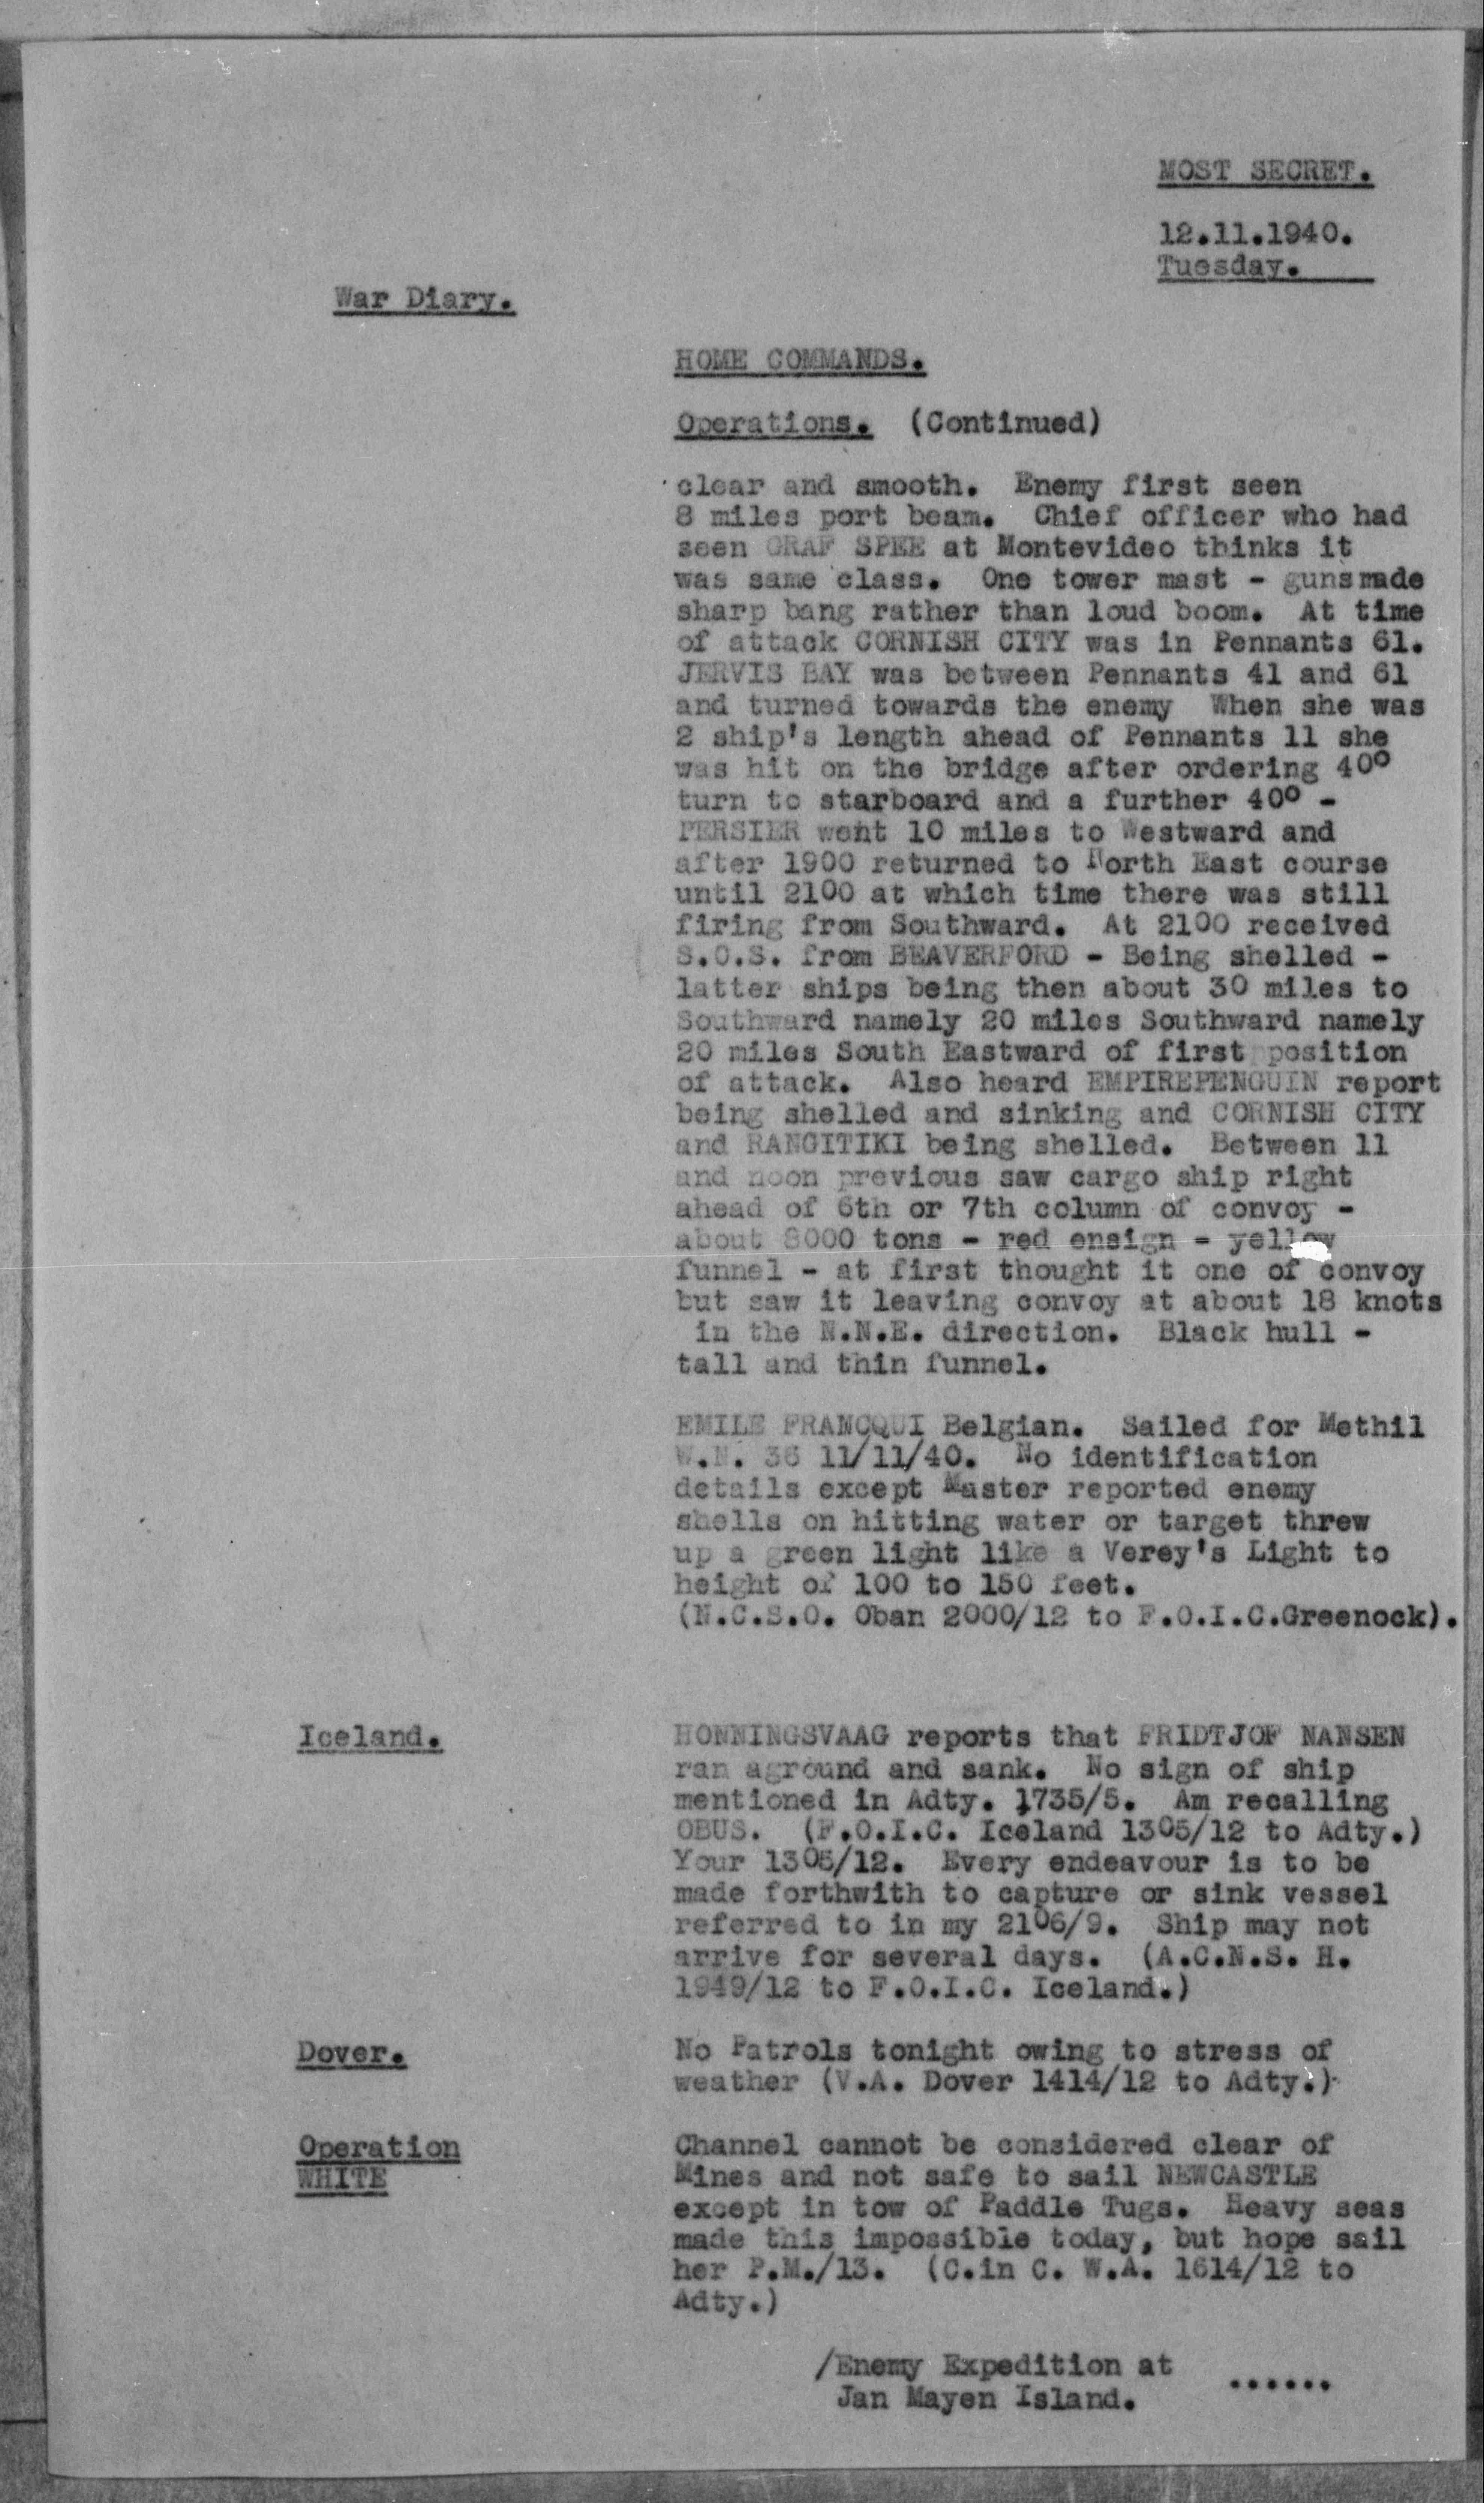 MOST SECRET.
12.11.1940.
Tuesday.
War Diary.
HOME COMMANDS.
Operations. (Continued)
clear and smooth. Enemy first seen
8 miles port beam. Chief officer who had
seen GRAF SPEE at Montevideo thinks it
was same class. One tower mast - guns made
sharp bang rather than loud boom. At time
of attack CORNISH CITY was in Pennants 61.
JERVIS BAY was between Pennants 41 and 61
and turned towards the enemy When she was
2 ship's length ahead of Pennants 11 she
was hit on the bridge after ordering 40°
turn to starboard and a further 40° -
PERSIER went 10 miles to Westward and
after 1900 returned to North East course
until 2100 at which time there was still
firing from Southward. At 2100 received
S.O.S. from BEAVERFORD - Being shelled -
latter ships being then about 30 miles to
Southward namely 20 miles Southward namely
20 miles South Eastward of first position
of attack. Also heard EMPIREPENGUIN report
being shelled and sinking and CORNISH CITY
and RANGITIKI being shelled. Between 11
and noon previous saw cargo ship right
ahead of 6th or 7th column of convoy -
about 8000 tons - red ensign - yellow
funnel - at first thought it one of convoy
but saw it leaving convoy at about 18 knots
in the N.N.E. direction. Black hull -
tall and thin funnel.
EMILE FRANCQUI Belgian. Sailed for Methil
W.N. 36 11/11/40. No identification
details except Master reported enemy
shells on hitting water or target threw
up a green light like a Verey's Light to
height of 100 to 150 feet.
(N.C.S.O. Oban 2000/12 to F.O.I.C.Greenock).
Iceland.
HONNINGSVAAG reports that FRIDTJOF NANSEN
ran aground and sank. No sign of ship
mentioned in Adty. 1735/5. Am recalling
OBUS. (F.O.I.C. Iceland 1305/12 to Adty.)
Your 1305/12. Every endeavour is to be
made forthwith to capture or sink vessel
referred to in my 2106/9. Ship may not
arrive for several days. (A.C.N.S. H.
1949/12 to F.O.I.C. Iceland.)
Dover.
No Patrols tonight owing to stress of
weather (V.A. Dover 1414/12 to Adty.)
Operation
WHITE
Channel cannot be considered clear of
Mines and not safe to sail NEWCASTLE
except in tow of Paddle Tugs. Heavy seas
made this impossible today, but hope sail
her P.M./13. (C.in C. W.A. 1614/12 to
Adty.)
/Enemy Expedition at ......
Jan Mayen Island.